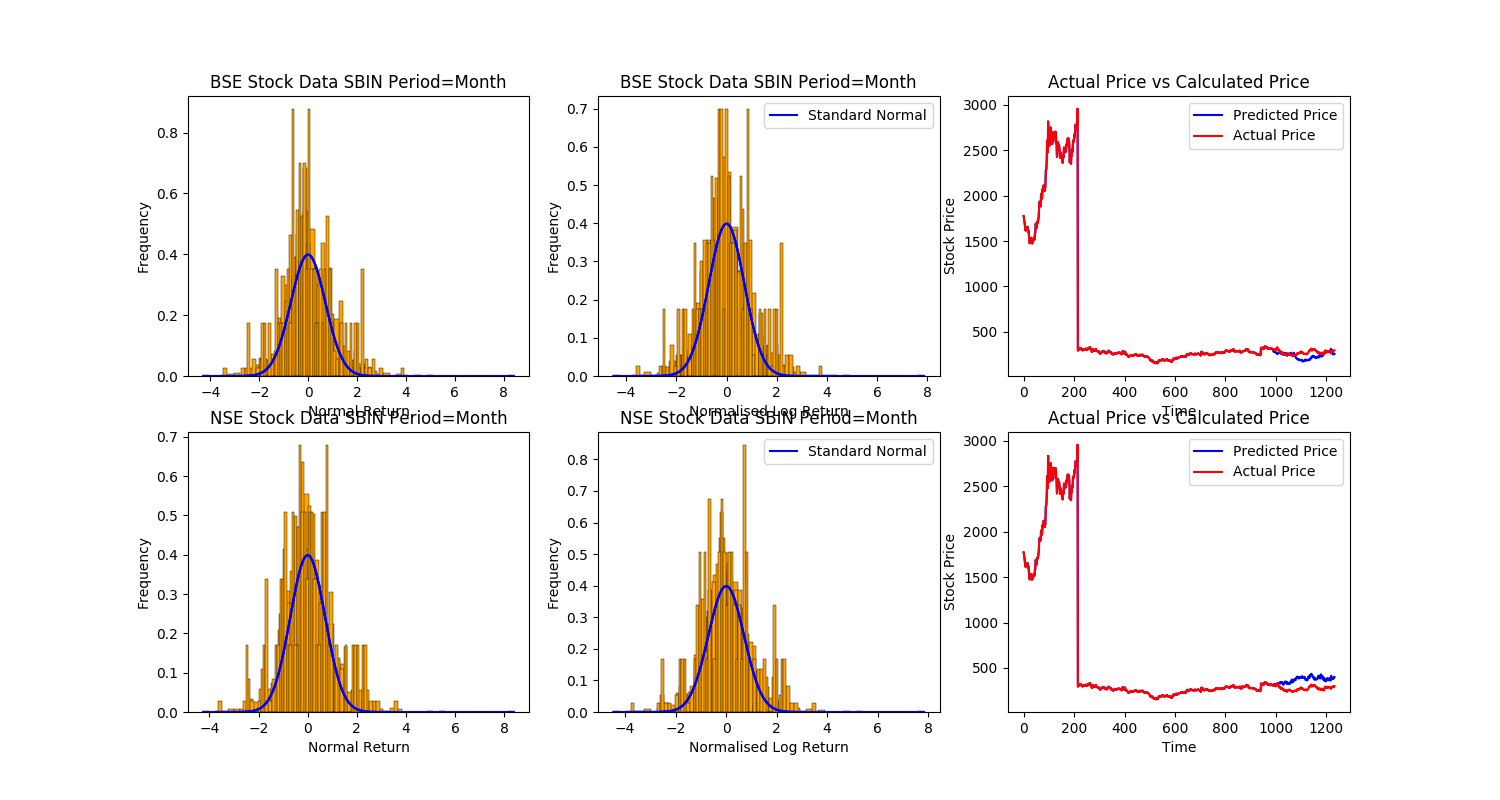 BSE Stock Data SBIN Period=Month
Frequency
0.8
0.6
0.4
0.2
0.0
−4 −2 0 2 4 6 8
Normal Return
BSE Stock Data SBIN Period=Month
Standard Normal
Frequency
0.7
0.6
0.5
0.4
0.3
0.2
0.1
0.0
−4 −2 0 2 4 6 8
Normalised Log Return
Actual Price vs Calculated Price
Predicted Price
Actual Price
Stock Price
3000
2500
2000
1500
1000
500
0 200 400 600 800 1000 1200
Time
NSE Stock Data SBIN Period=Month
Frequency
0.7
0.6
0.5
0.4
0.3
0.2
0.1
0.0
−4 −2 0 2 4 6 8
Normal Return
NSE Stock Data SBIN Period=Month
Standard Normal
Frequency
0.8
0.7
0.6
0.5
0.4
0.3
0.2
0.1
0.0
−4 −2 0 2 4 6 8
Normalised Log Return
Actual Price vs Calculated Price
Predicted Price
Actual Price
Stock Price
3000
2500
2000
1500
1000
500
0 200 400 600 800 1000 1200
Time